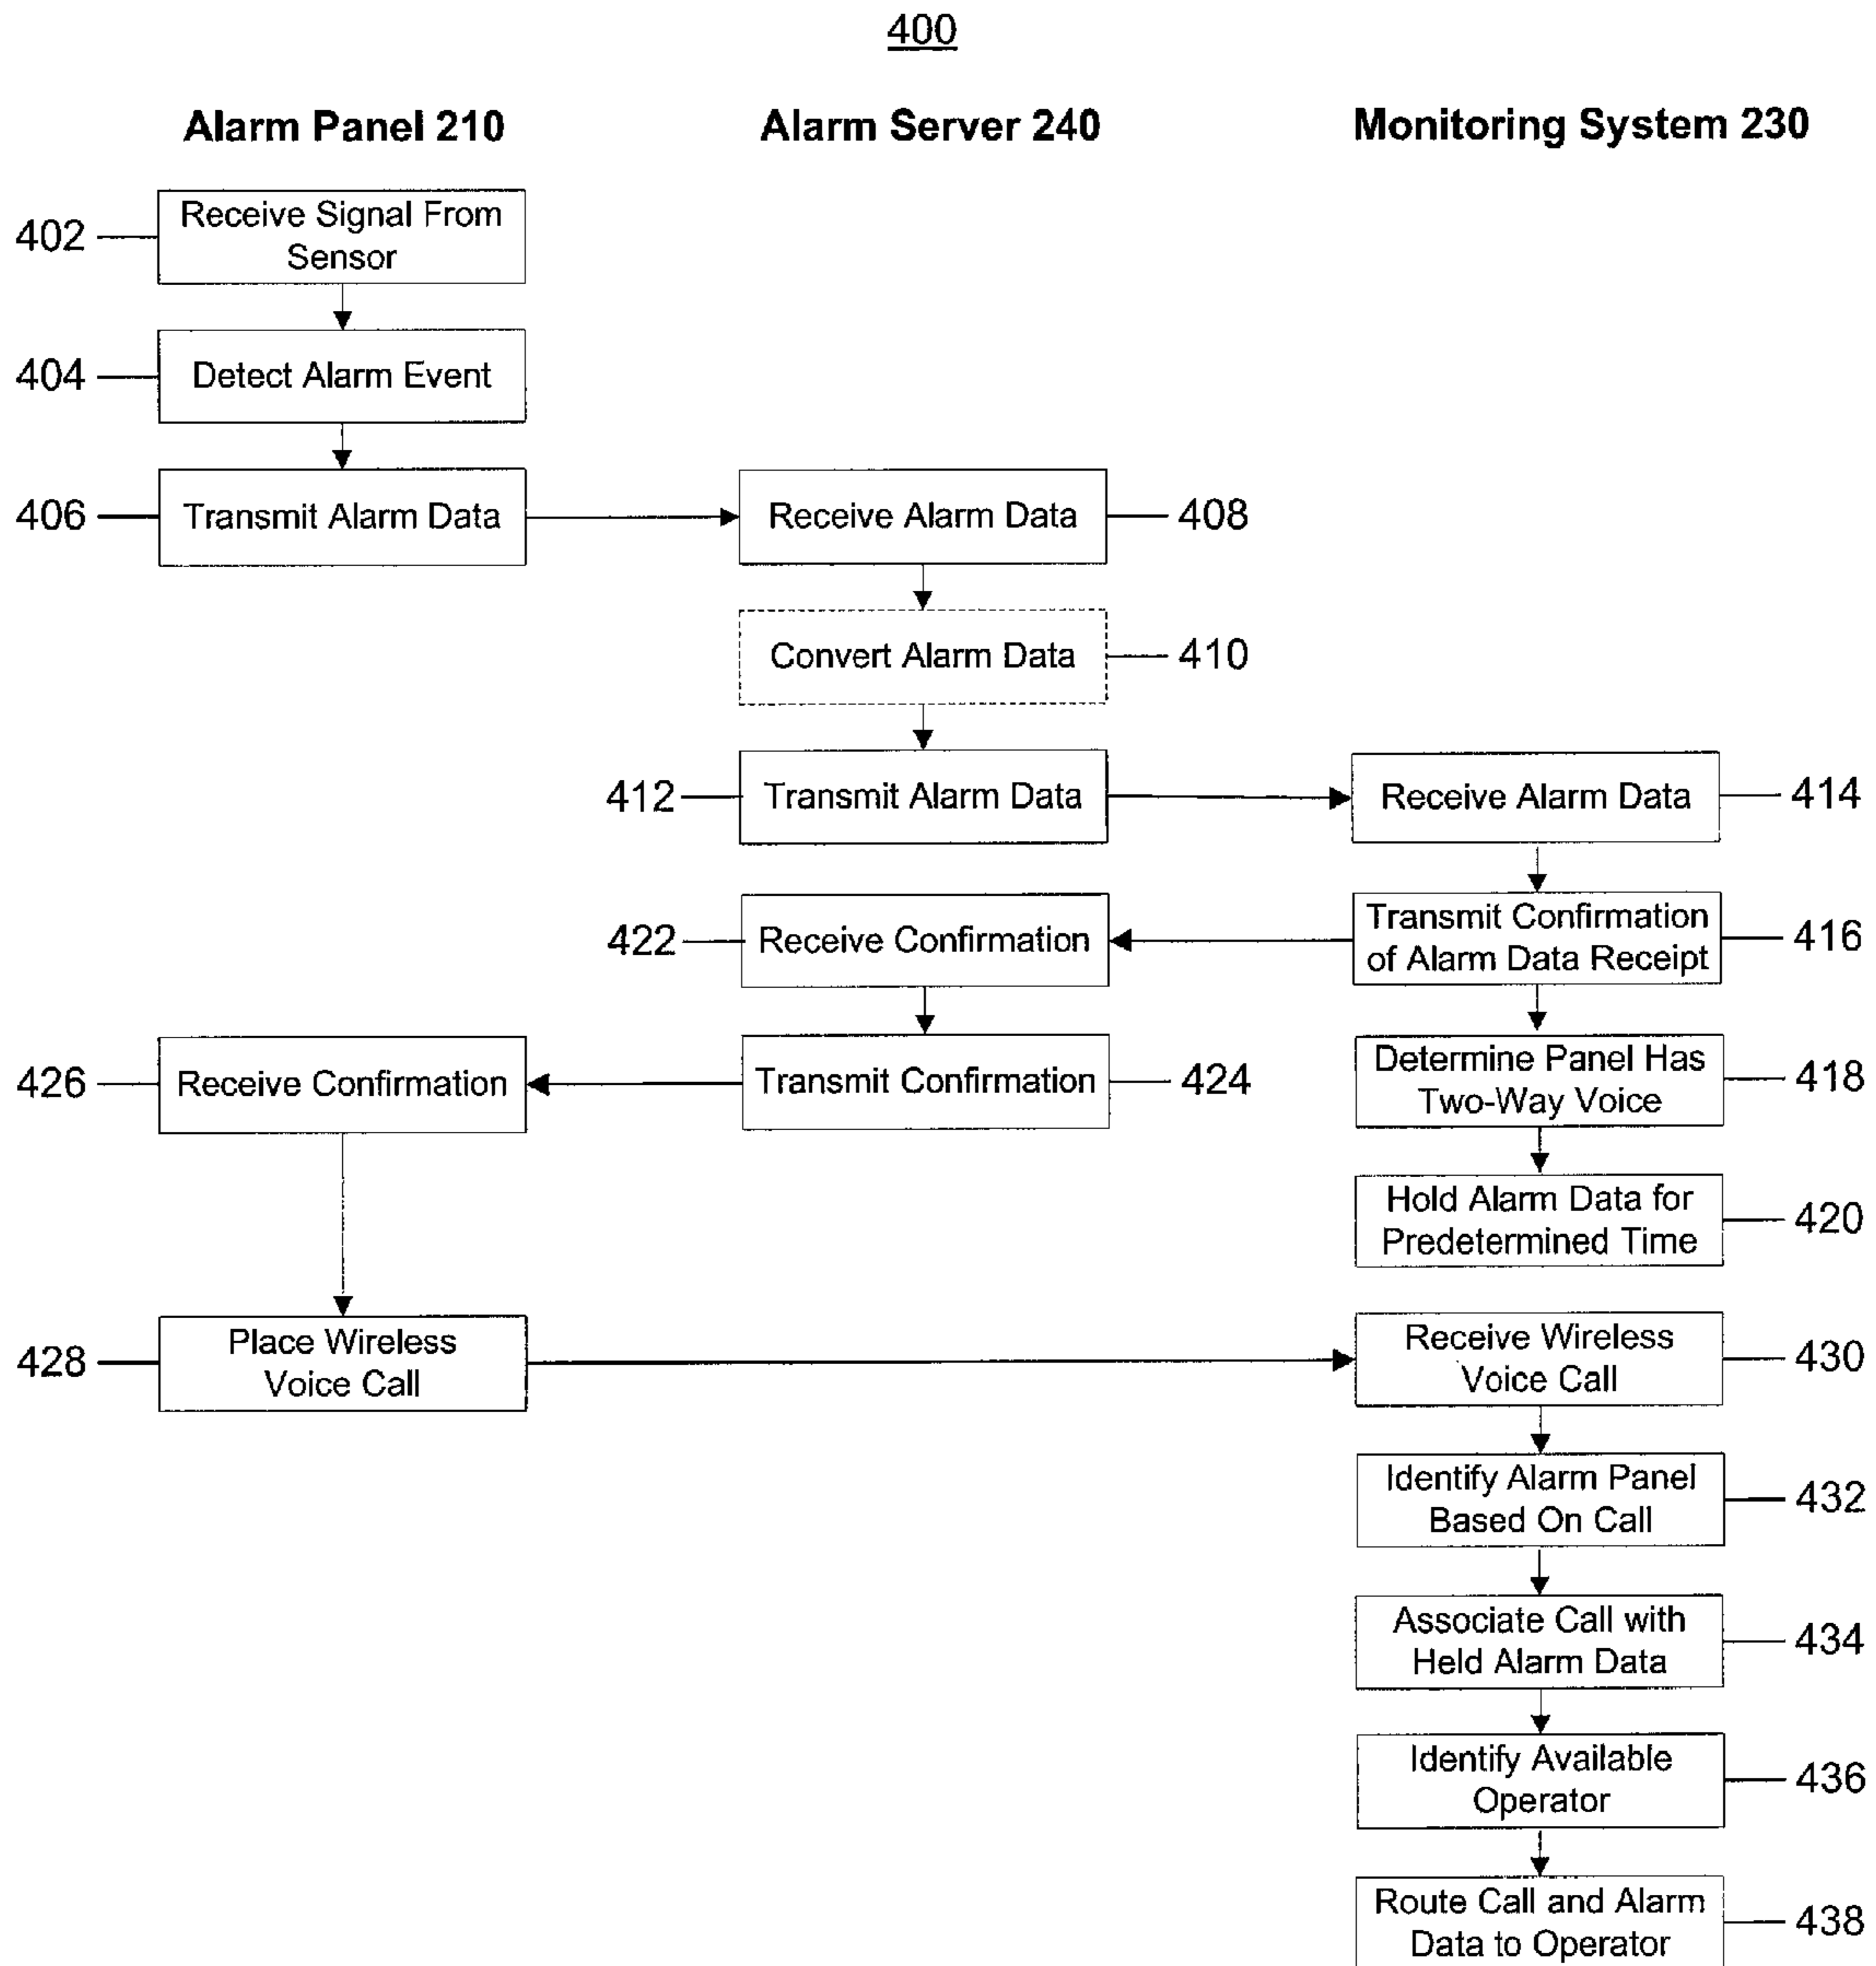 400
Alarm Panel 210
Alarm Server 240
Monitoring System 230
402
Receive Signal From
Sensor
404
Detect Alarm Event
406
Transmit Alarm Data
Receive Alarm Data
408
Convert Alarm Data
410
412
Transmit Alarm Data
Receive Alarm Data
414
422
Receive Confirmation
Transmit Confirmation
of Alarm Data Receipt
416
426
Receive Confirmation
Transmit Confirmation
424
Determine Panel Has
Two-Way Voice
418
Hold Alarm Data for
Predetermined Time
420
428
Place Wireless
Voice Call
Receive Wireless
Voice Call
430
Identify Alarm Panel
Based On Call
432
Associate Call with
Held Alarm Data
434
Identify Available
Operator
436
Route Call and Alarm
Data to Operator
438